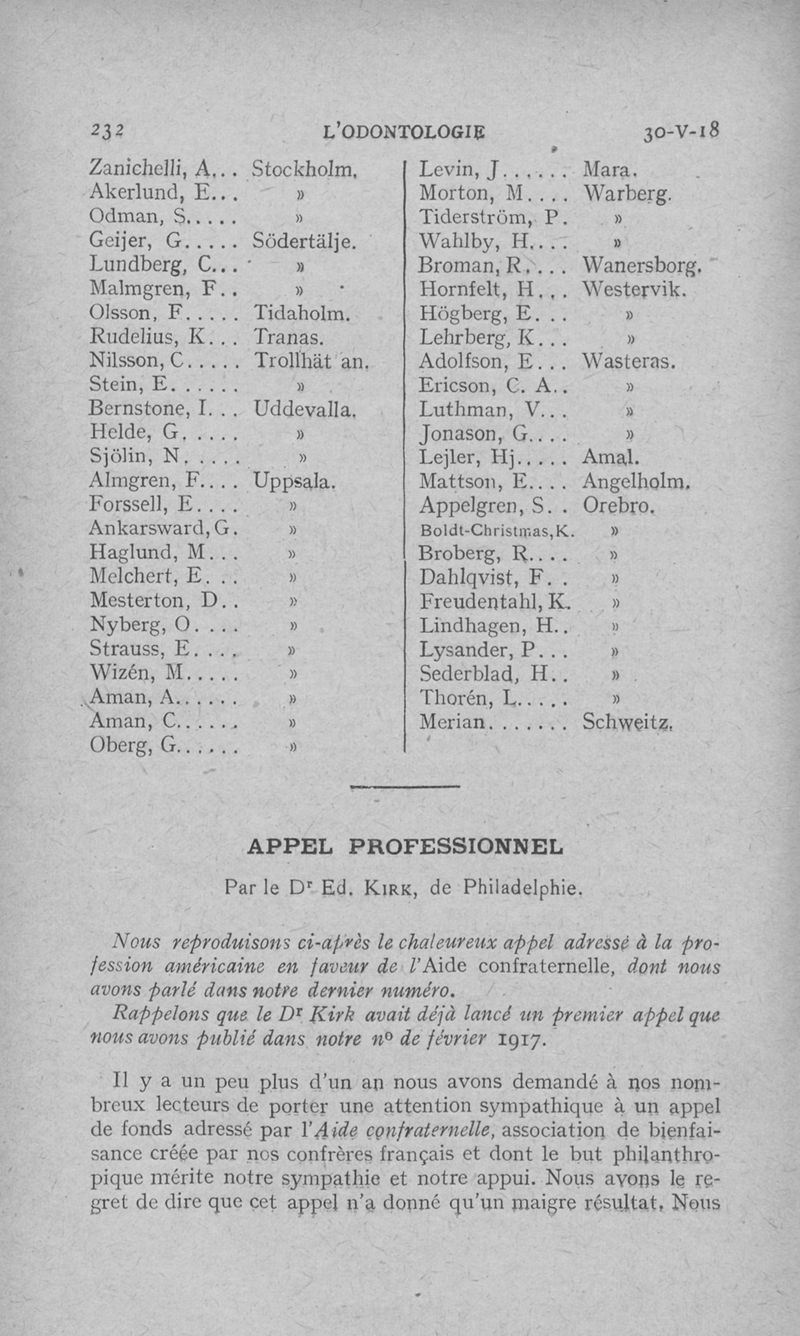 232 L'ODONTOLOGIE 30-V-18
Zanichelli, A... Stockholm.
Akerlund, E... »
Odman, S..... »
Geijer, G..... Södertälje.
Lundberg, C... »
Malmgren, F.. »
Olsson, F..... Tidaholm.
Rudelius, K... Tranas.
Nilsson, C..... Trollhät an.
Stein, E...... »
Bernstone, I... Uddevalla.
Helde, G...... »
Sjölin, N...... »
Almgren, F.... Uppsala.
Forssell, E.... »
Ankarsward, G. »
Haglund, M... »
Melchert, E... »
Mesterton, D.. »
Nyberg, O.... »
Strauss, E.... »
Wizén, M..... »
Aman, A...... »
Aman, C...... »
Oberg, G...... »
Levin, J...... Mara.
Morton, M.... Warberg.
Tiderström, P. »
Wahlby, H.... »
Broman, R.... Wanersborg.
Hornfelt, H... Westervik.
Högberg, E... »
Lehrberg, K... »
Adolfson, E... Wasteras.
Ericson, C. A.. »
Luthman, V... »
Jonason, G.... »
Lejler, Hj..... Amal.
Mattson, E.... Angelholm.
Appelgren, S.. Orebro.
Boldt-Christmas, K. »
Broberg, R.... »
Dahlqvist, F.. »
Freudentahl, K. »
Lindhagen, H.. »
Lysander, P... »
Sederblad, H.. »
Thorén, L..... »
Merian....... Schweitz.
APPEL PROFESSIONNEL
Par le Dr Ed. KIRK, de Philadelphie.
Nous reproduisons ci-après le chaleureux appel adressé à la pro-
fession américaine en faveur de l'Aide confraternelle, dont nous
avons parlé dans notre dernier numéro.
Rappelons que le Dr Kirk avait déjà lancé un premier appel que
nous avons publié dans notre nº de février 1917.
Il y a un peu plus d'un an nous avons demandé à nos nom-
breux lecteurs de porter une attention sympathique à un appel
de fonds adressé par l'Aide confraternelle, association de bienfai-
sance créée par nos confrères français et dont le but philanthro-
pique mérite notre sympathie et notre appui. Nous avons le re-
gret de dire que cet appel n'a donné qu'un maigre résultat. Nous